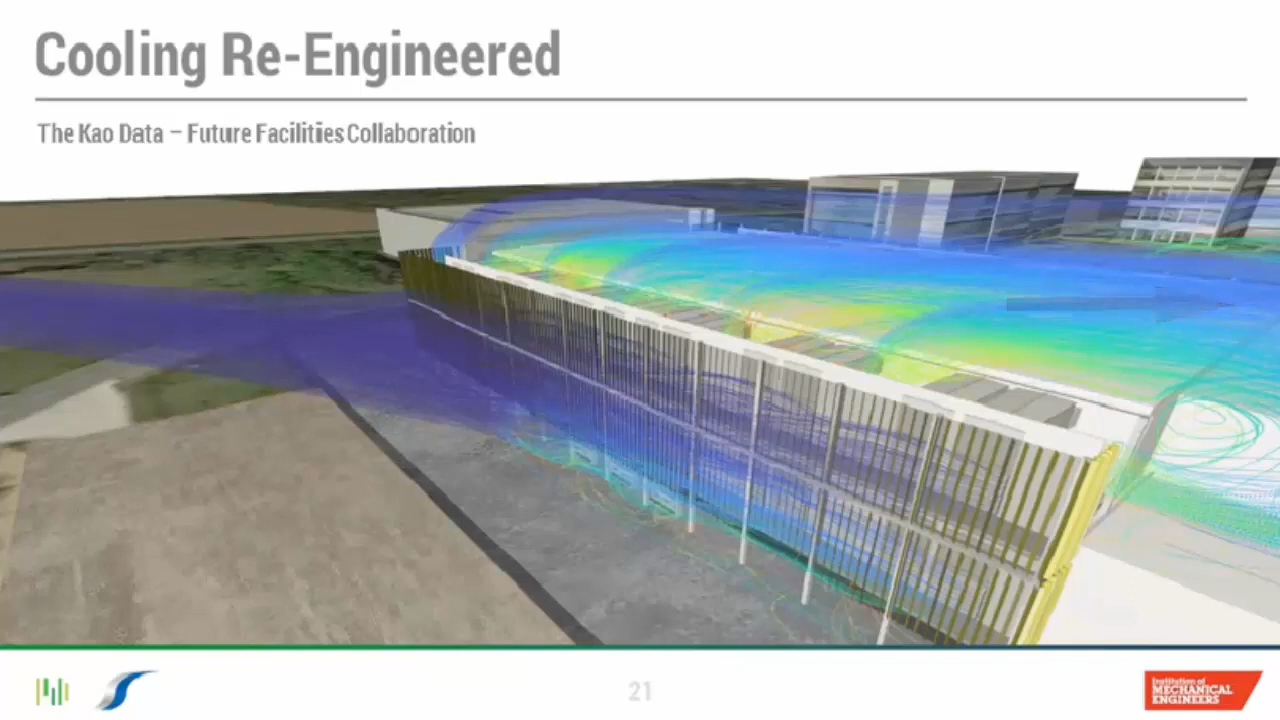 Cooling Re-Engineered
The Kao Data – Future Facilities Collaboration
21
Institution of
MECHANICAL
ENGINEERS